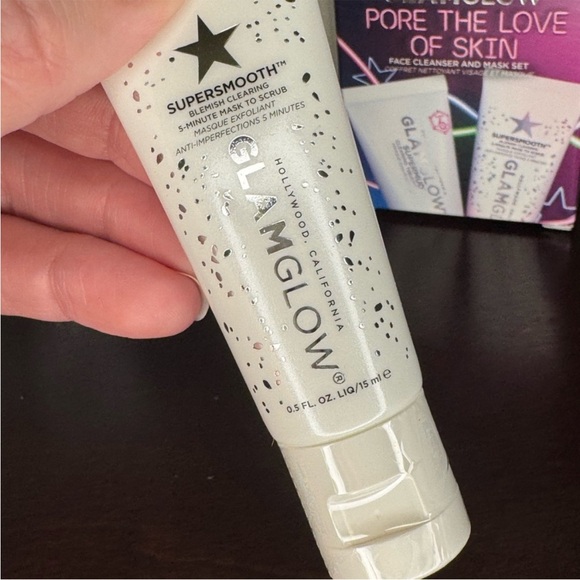 SUPERSMOOTH™
BLEMISH CLEARING
5-MINUTE MASK TO SCRUB
MASQUE EXFOLIANT
ANTI-IMPERFECTIONS 5 MINUTES
GLAMGLOW®
HOLLYWOOD, CALIFORNIA
0.5 FL. OZ. LIQ/15 ml ℮
GLAMGLOW
PORE THE LOVE
OF SKIN
FACE CLEANSER AND MASK SET
COFFRET NETTOYANT VISAGE ET MASQUE
GLAMGLOW
SUPERSMOOTH
GLAMG